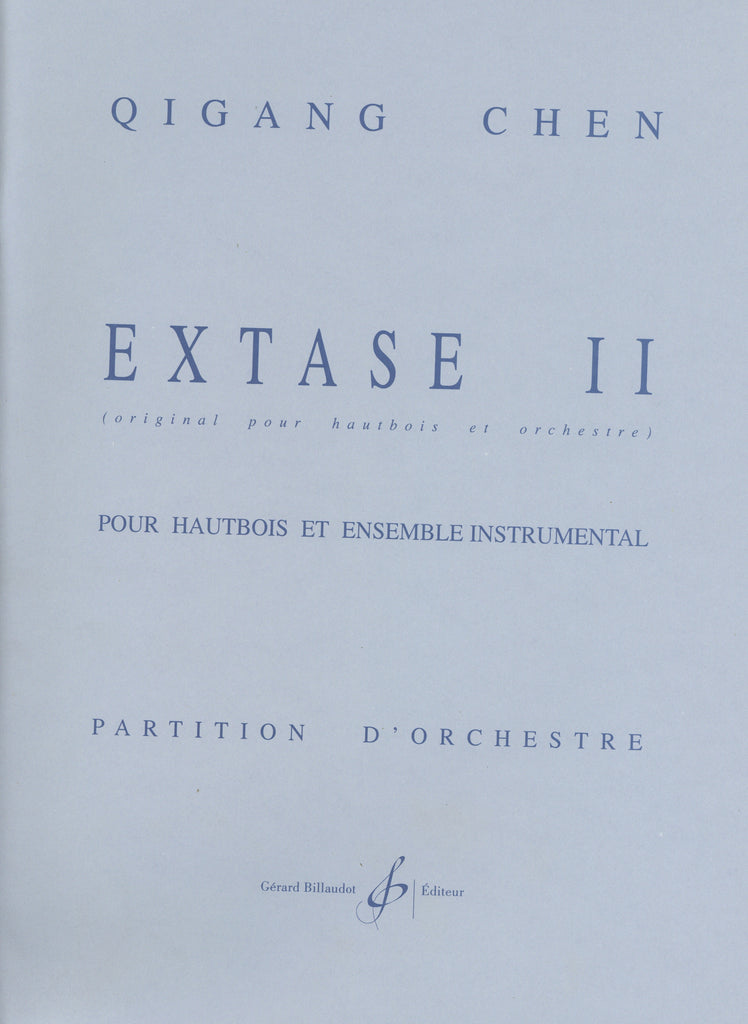 QIGANG CHEN
EXTASE II
(original pour hautbois et orchestre)
POUR HAUTBOIS ET ENSEMBLE INSTRUMENTAL
PARTITION D'ORCHESTRE
Gérard Billaudot Éditeur